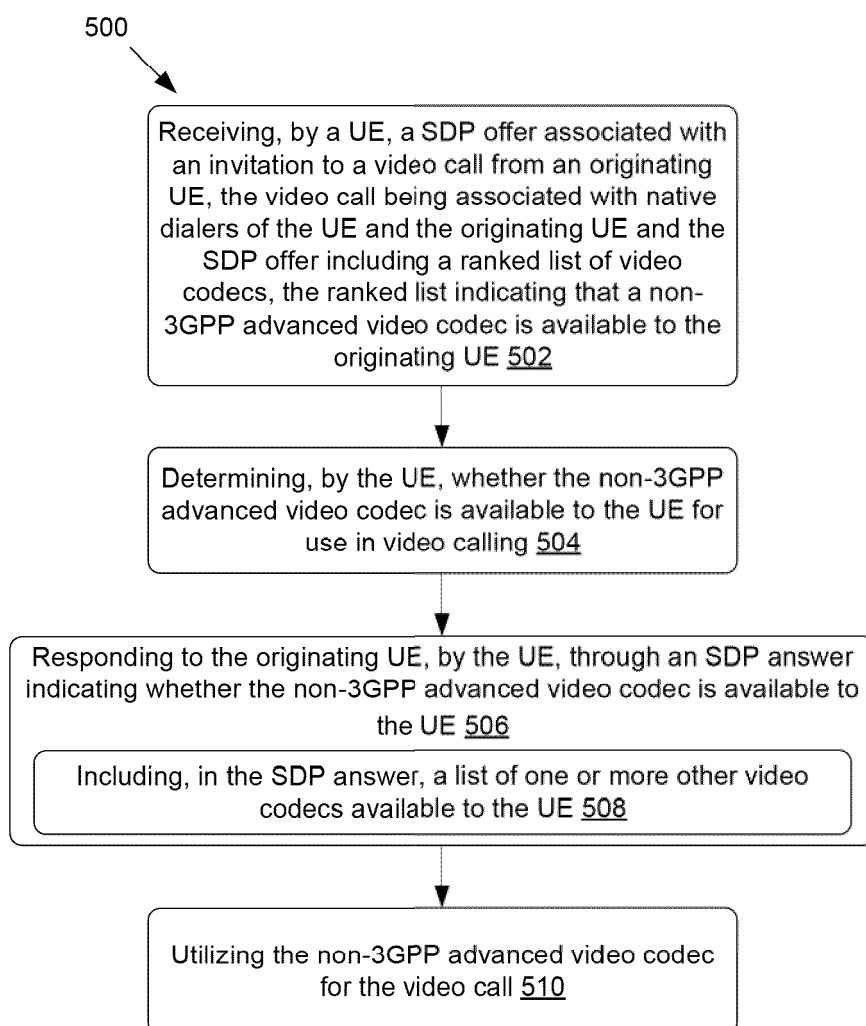 500
Receiving, by a UE, a SDP offer associated with
an invitation to a video call from an originating
UE, the video call being associated with native
dialers of the UE and the originating UE and the
SDP offer including a ranked list of video
codecs, the ranked list indicating that a non-
3GPP advanced video codec is available to the
originating UE 502
Determining, by the UE, whether the non-3GPP
advanced video codec is available to the UE for
use in video calling 504
Responding to the originating UE, by the UE, through an SDP answer
indicating whether the non-3GPP advanced video codec is available to
the UE 506
Including, in the SDP answer, a list of one or more other video
codecs available to the UE 508
Utilizing the non-3GPP advanced video codec
for the video call 510